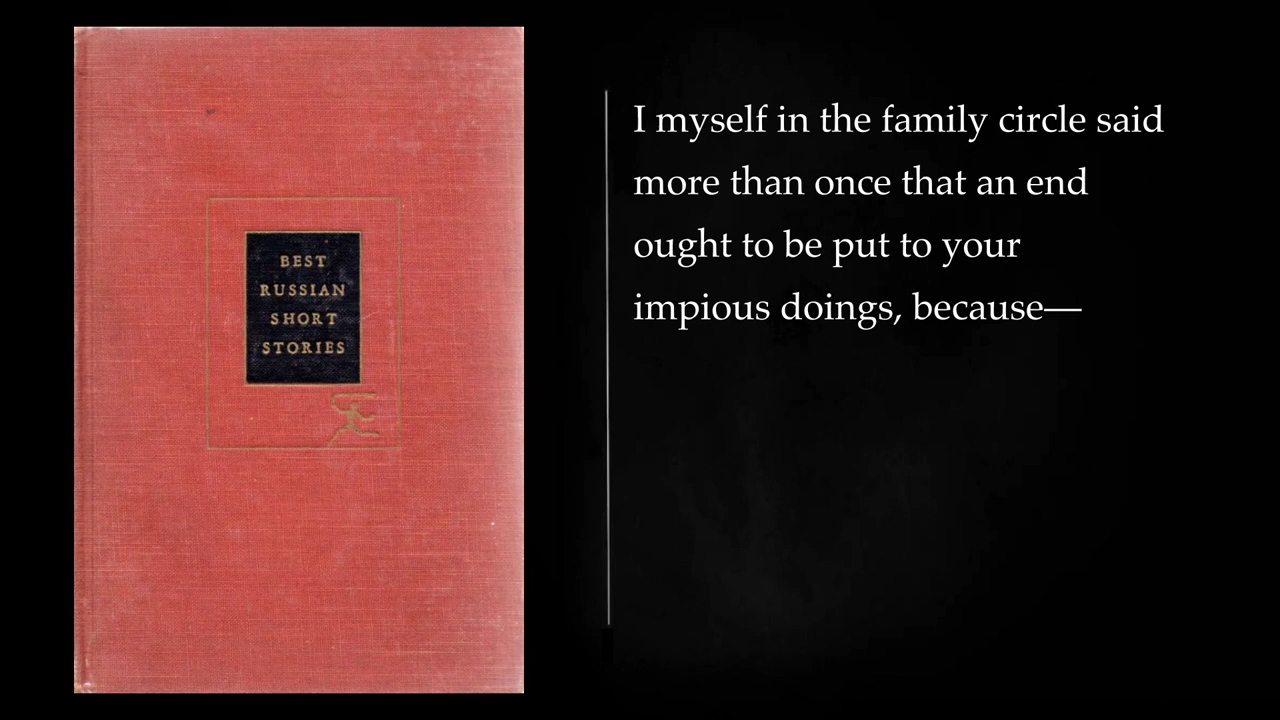 BEST
RUSSIAN
SHORT
STORIES
I myself in the family circle said
more than once that an end
ought to be put to your
impious doings, because—